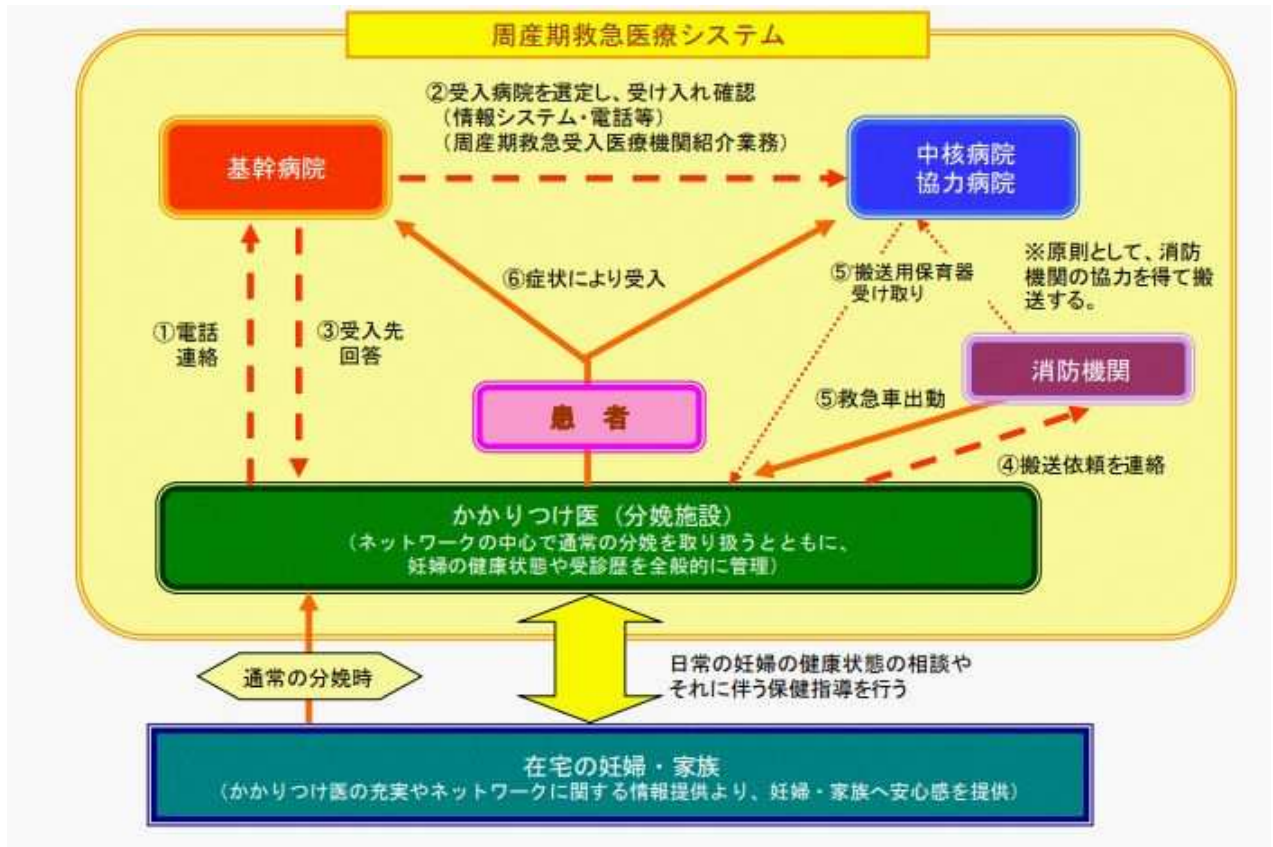 周産期救急医療システム
②受入病院を選定し、受け入れ確認
（情報システム・電話等）
（周産期救急受入医療機関紹介業務）
基幹病院
中核病院
協力病院
⑥症状により受入
⑤'搬送用保育器
受け取り
※原則として、消防
機関の協力を得て搬
送する。
①電話
連絡
③受入先
回答
消防機関
患 者
⑤救急車出動
④搬送依頼を連絡
かかりつけ医（分娩施設）
（ネットワークの中心で通常の分娩を取り扱うとともに、
妊婦の健康状態や受診歴を全般的に管理）
通常の分娩時
日常の妊婦の健康状態の相談や
それに伴う保健指導を行う
在宅の妊婦・家族
（かかりつけ医の充実やネットワークに関する情報提供より、妊婦・家族へ安心感を提供）